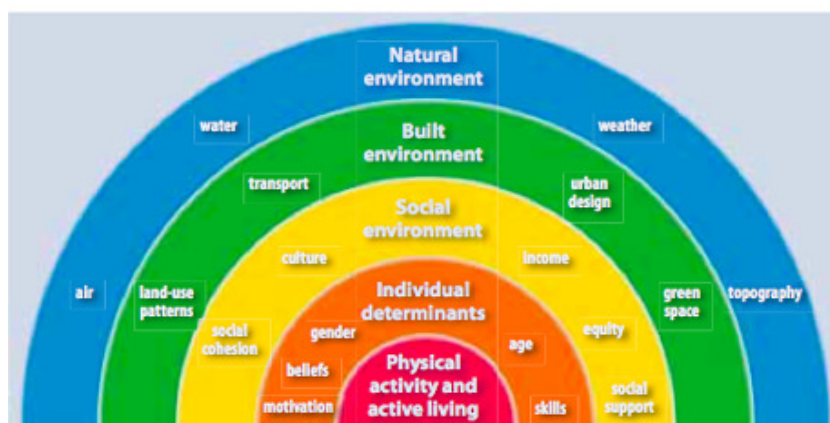 Natural
environment
water
weather
Built
environment
transport
urban
design
Social
environment
culture
income
air
land-use
patterns
green
space
topography
Individual
determinants
social
cohesion
gender
age
equity
beliefs
Physical
activity and
active living
motivation
skills
social
support